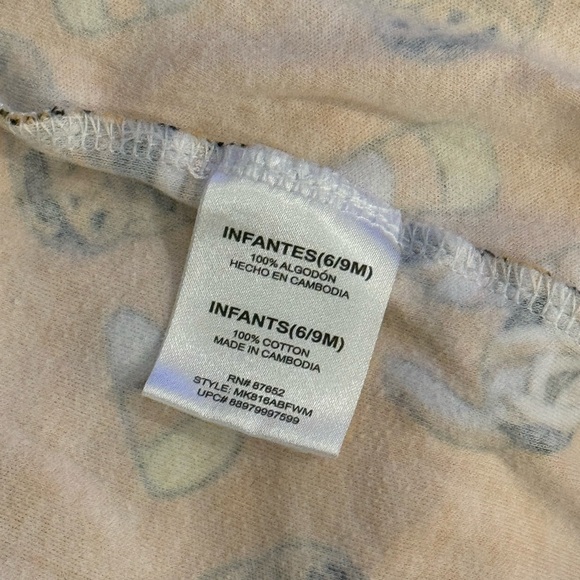 INFANTES(6/9M)
100% ALGODÓN
HECHO EN CAMBODIA
INFANTS(6/9M)
100% COTTON
MADE IN CAMBODIA
RN# 87652
STYLE: MK816ABFWM
UPC# 88979997599